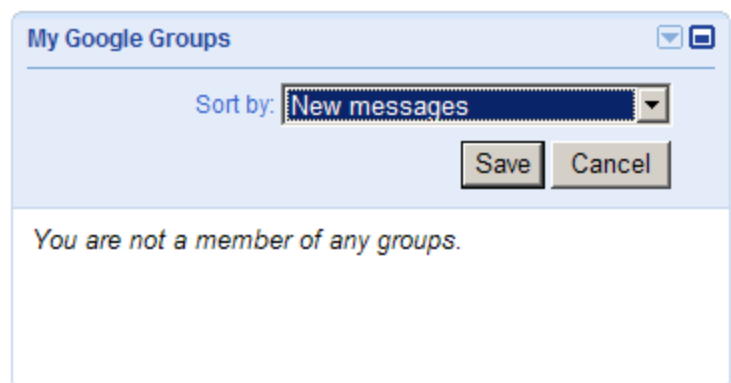 My Google Groups
Sort by: New messages
Save Cancel
You are not a member of any groups.